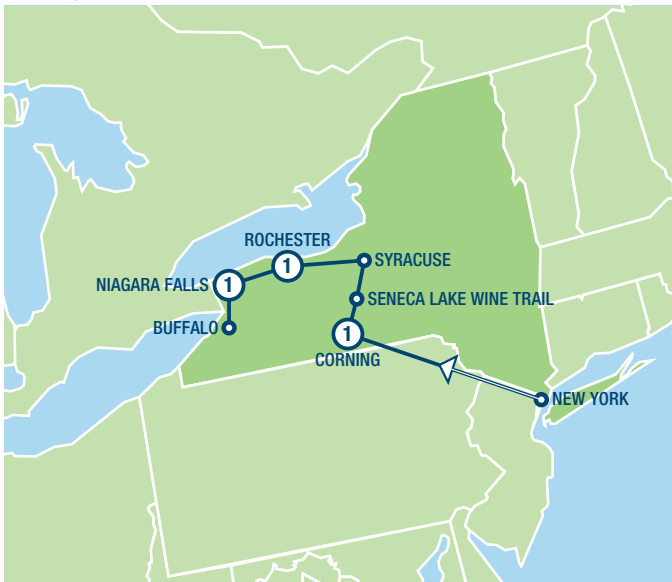 ROCHESTER
1
SYRACUSE
NIAGARA FALLS
1
SENECA LAKE WINE TRAIL
BUFFALO
1
CORNING
NEW YORK